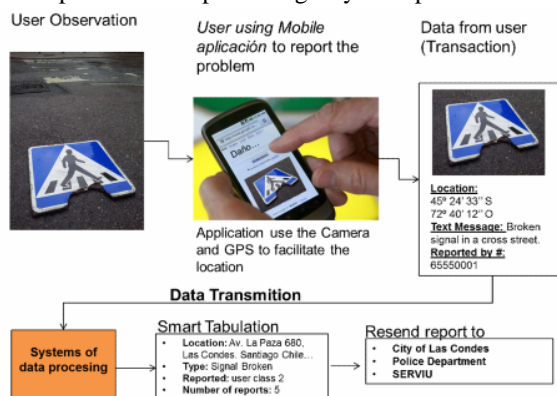 User Observation
User using Mobile
aplicación to report the
problem
Data from user
(Transaction)
Daño...
Application use the Camera
and GPS to facilitate the
location
Location:
45º 24' 33'' S
72º 40' 12'' O
Text Message: Broken
signal in a cross street.
Reported by #:
65550001
Data Transmition
Systems of
data procesing
Smart Tabulation
• Location: Av. La Paza 680,
Las Condes. Santiago Chile...
• Type: Signal Broken
• Reported: user class 2
• Number of reports: 5
Resend report to
• City of Las Condes
• Police Department
• SERVIU